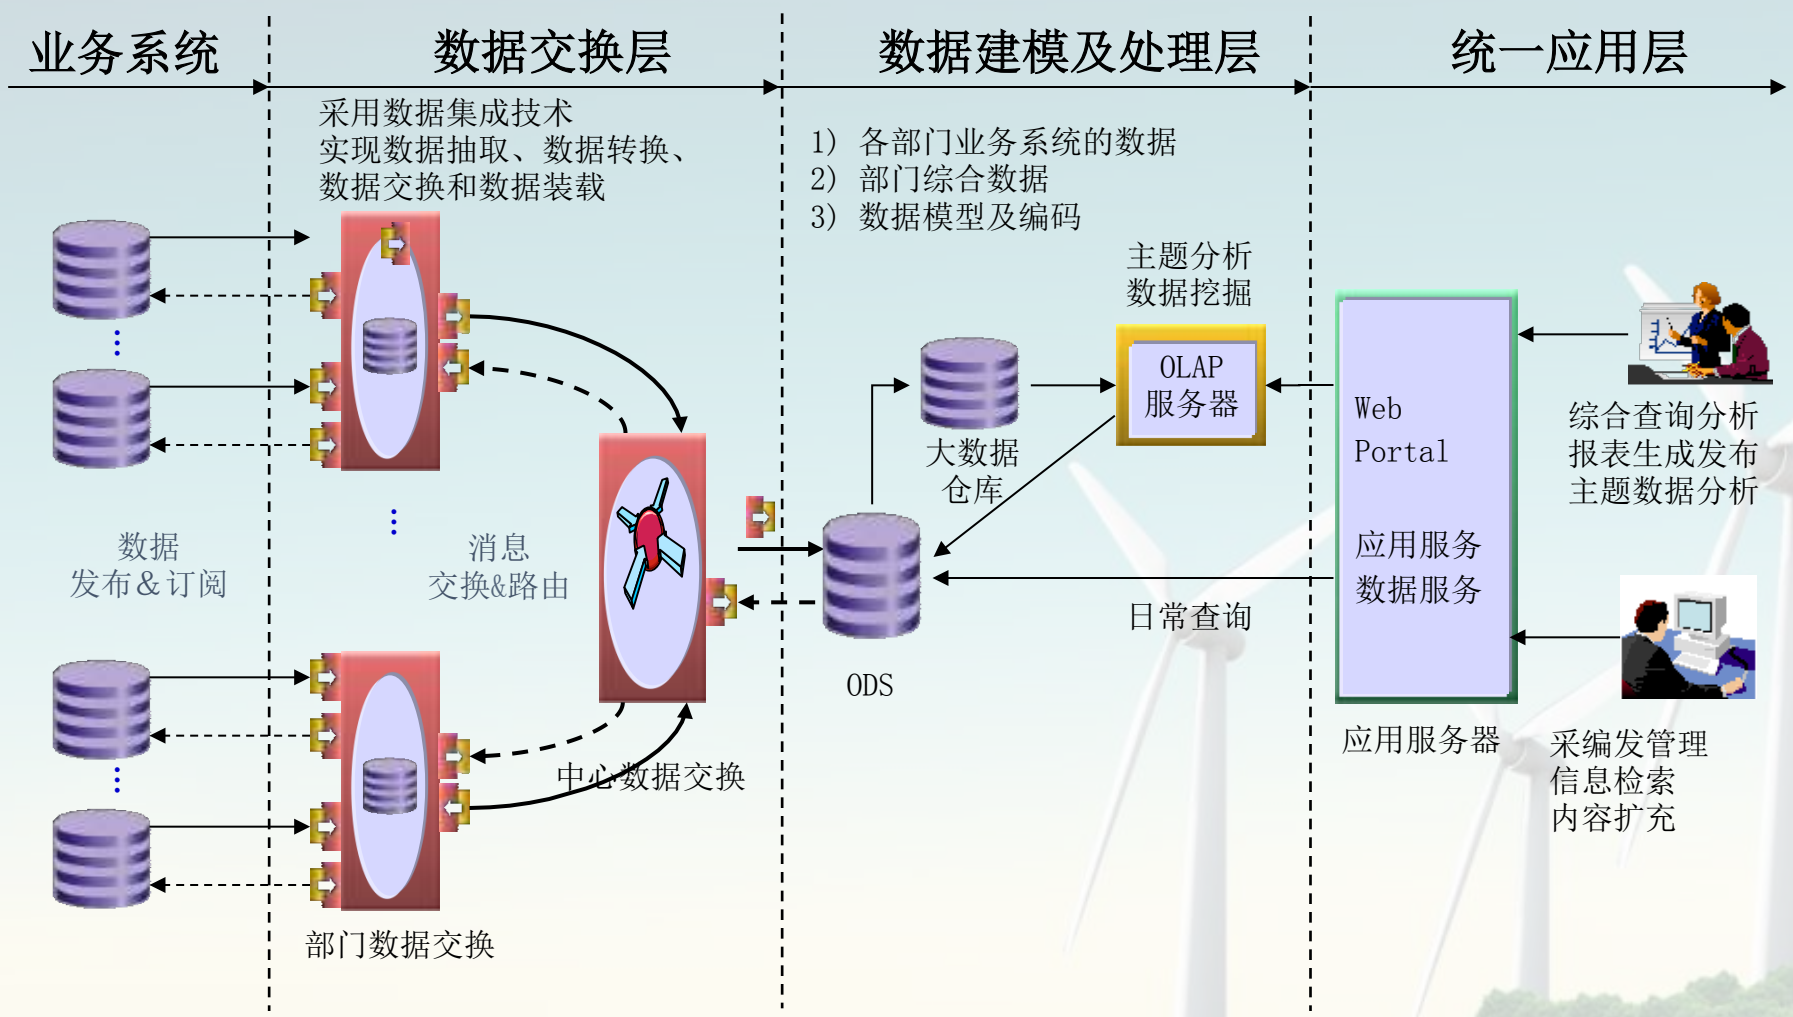 业务系统
数据交换层
数据建模及处理层
统一应用层
采用数据集成技术
实现数据抽取、数据转换、
数据交换和数据装载
1) 各部门业务系统的数据
2) 部门综合数据
3) 数据模型及编码
主题分析
数据挖掘
OLAP
服务器
大数据
仓库
Web
Portal
应用服务
数据服务
综合查询分析
报表生成发布
主题数据分析
数据
发布&订阅
消息
交换&路由
日常查询
ODS
应用服务器
采编发管理
信息检索
内容扩充
中心数据交换
部门数据交换